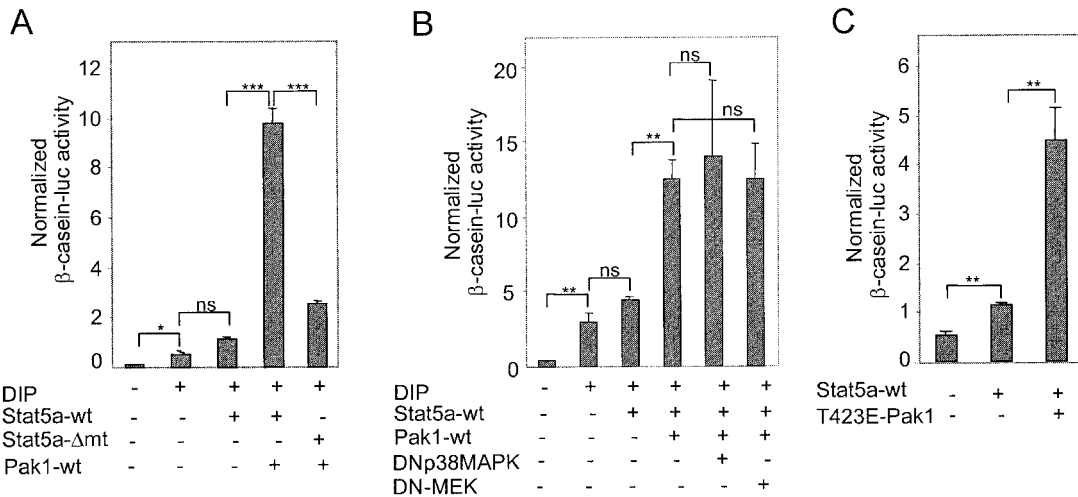 A
Normalized
β-casein-luc activity
12
10
8
6
4
2
0
*
ns
***
***
DIP - + + + +
Stat5a-wt - - + + -
Stat5a-Δmt - - - - +
Pak1-wt - - - + +
B
Normalized
β-casein-luc activity
20
15
10
5
0
**
ns
**
ns
ns
DIP - + + + + +
Stat5a-wt - - + + + +
Pak1-wt - - - + + +
DNp38MAPK - - - - + -
DN-MEK - - - - - +
C
Normalized
β-casein-luc activity
6
5
4
3
2
1
0
**
**
Stat5a-wt - + +
T423E-Pak1 - - +